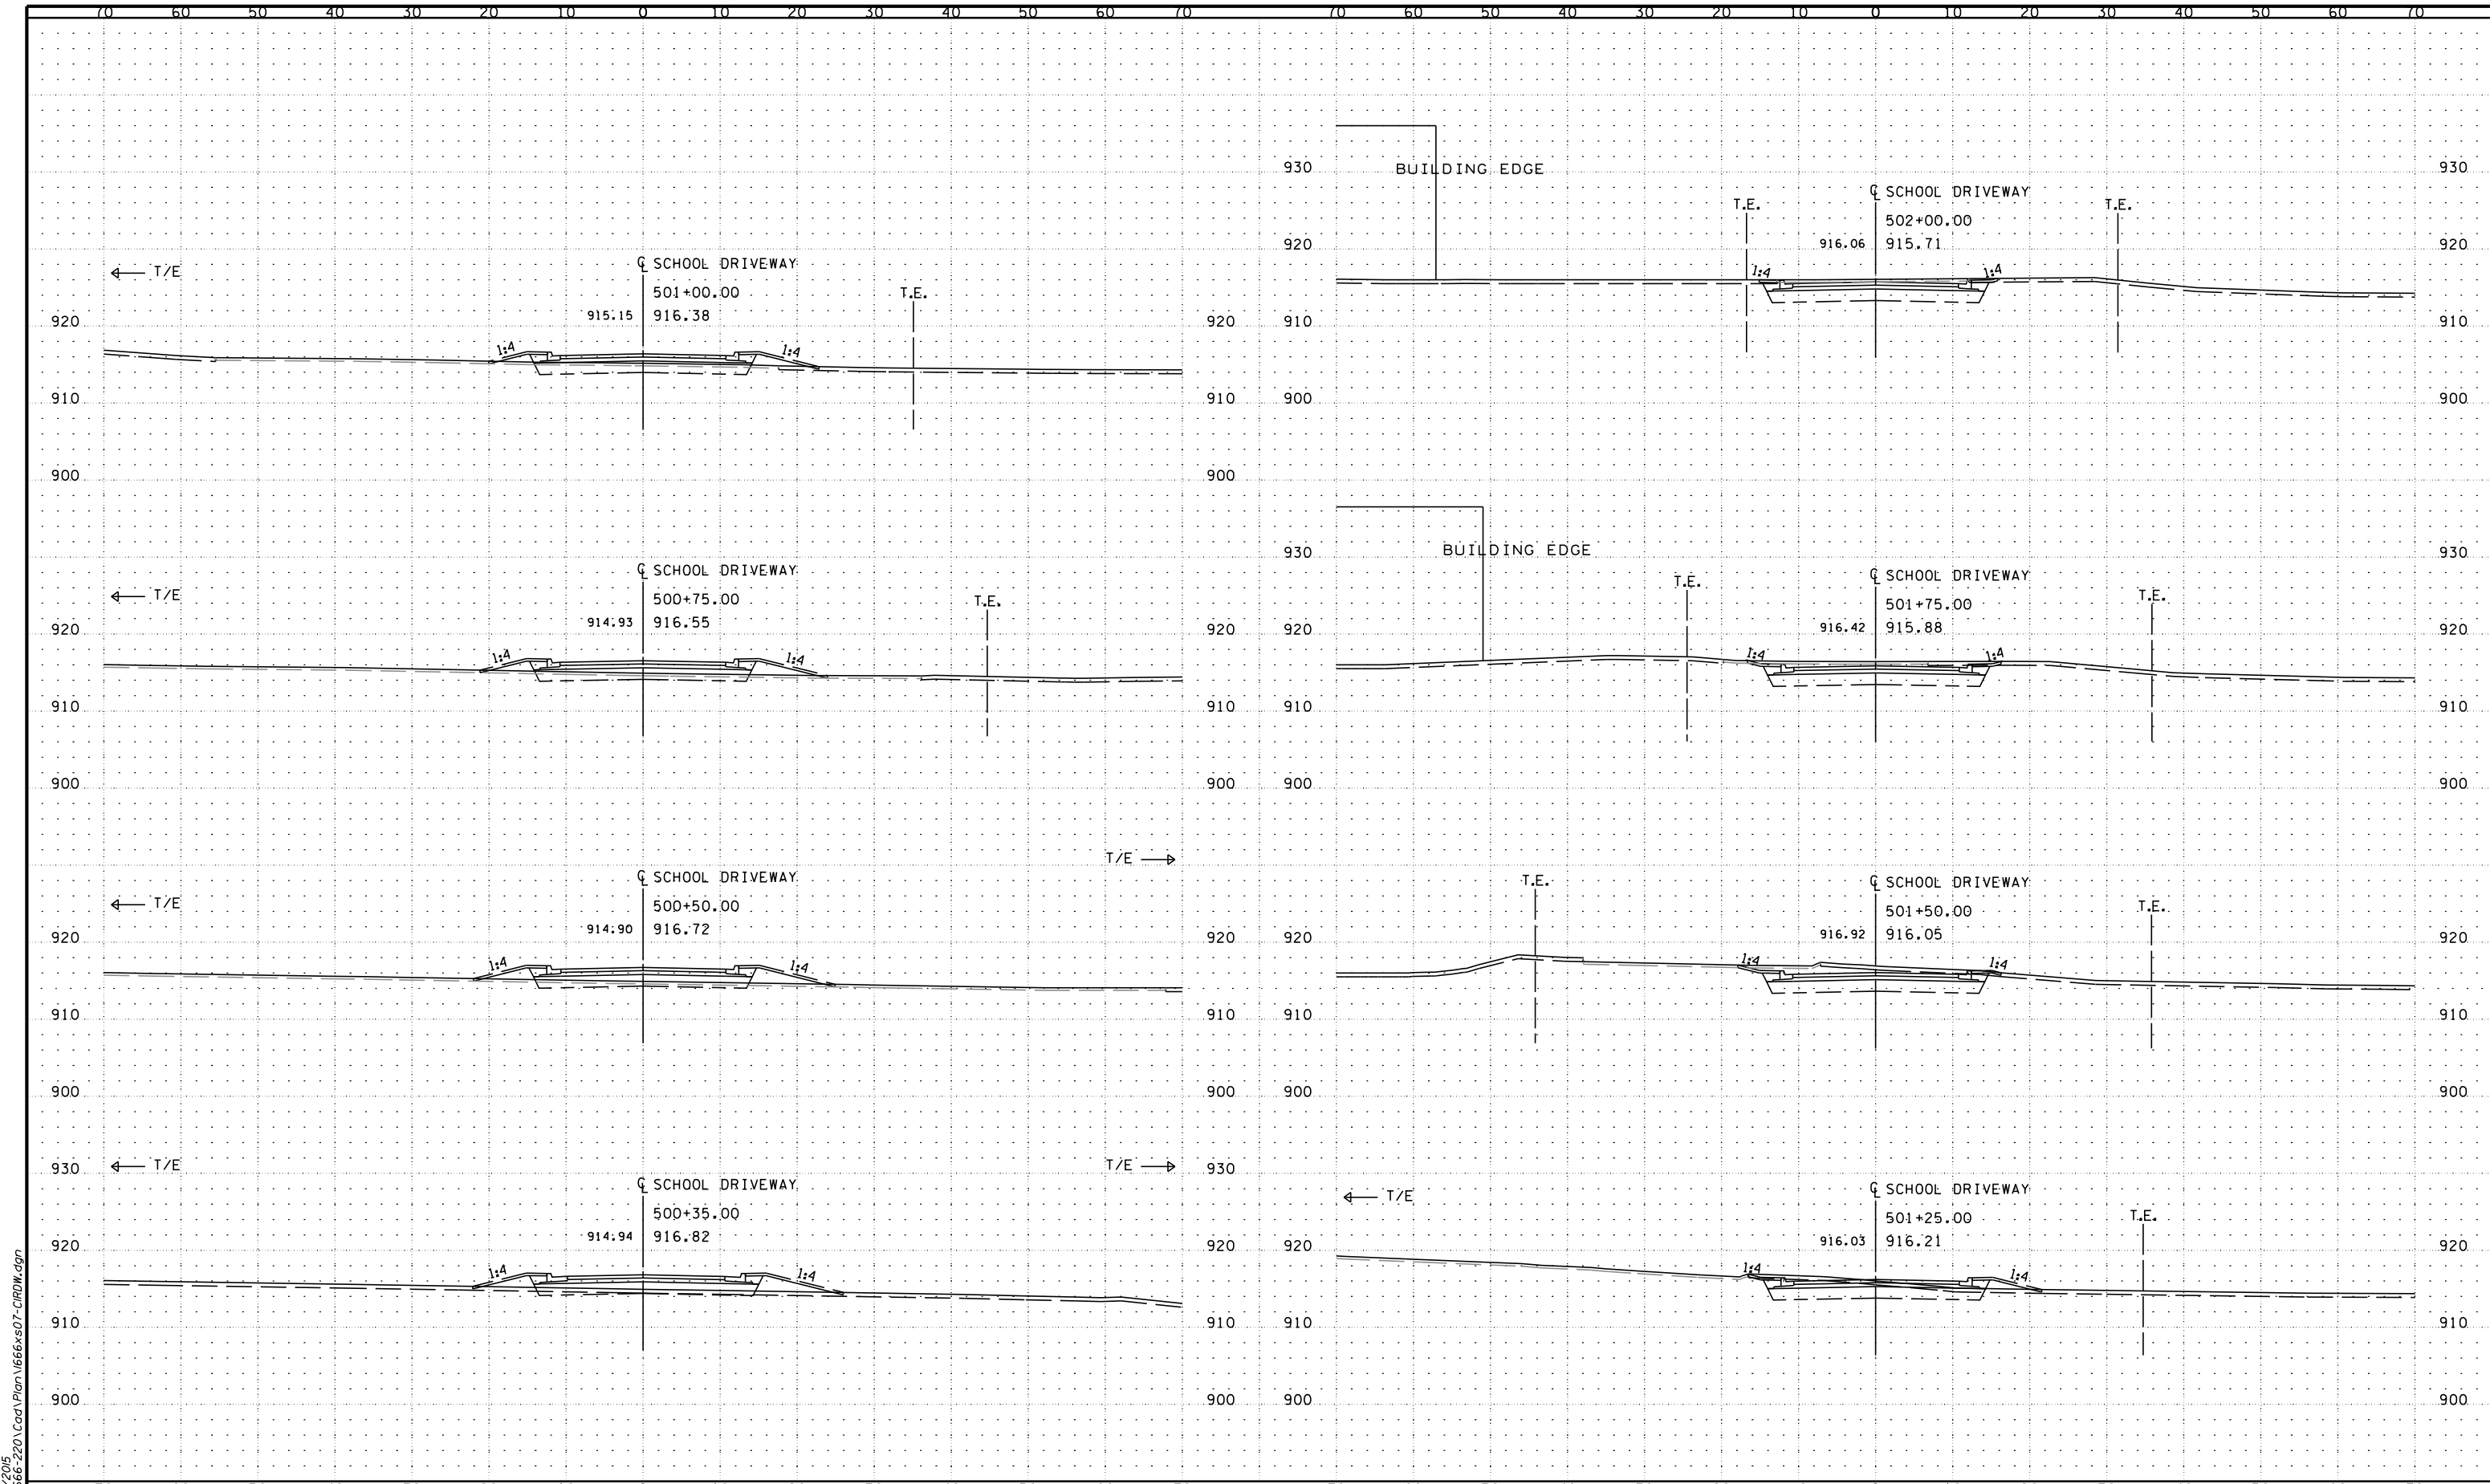 70 60 50 40 30 20 10 0 10 20 30 40 50 60 70 70 60 50 40 30 20 10 0 10 20 30 40 50 60 70
T/E
℄ SCHOOL DRIVEWAY
501+00.00
915.15 916.38
T.E.
1:4 1:4
920 920
910 910
900 900
T/E
℄ SCHOOL DRIVEWAY
500+75.00
914.93 916.55
T.E.
1:4 1:4
920 920
910 910
900 900
T/E
T/E
℄ SCHOOL DRIVEWAY
500+50.00
914.90 916.72
1:4 1:4
920 920
910 910
900 900
930 T/E T/E 930
℄ SCHOOL DRIVEWAY
500+35.00
914.94 916.82
1:4 1:4
920 920
910 910
900 900
930 BUILDING EDGE 930
℄ SCHOOL DRIVEWAY
T.E. T.E.
502+00.00
916.06 915.71
920 920
1:4 1:4
910 910
900 900
930 BUILDING EDGE 930
℄ SCHOOL DRIVEWAY
T.E. T.E.
501+75.00
916.42 915.88
920 920
1:4 1:4
910 910
900 900
T.E.
℄ SCHOOL DRIVEWAY
501+50.00
T.E.
916.92 916.05
920 920
1:4 1:4
910 910
900 900
T/E
℄ SCHOOL DRIVEWAY
501+25.00
T.E.
916.03 916.21
920 920
1:4 1:4
910 910
900 900
/2015
666-220\Cad\Plan\1666xs07-CIRDW.dgn